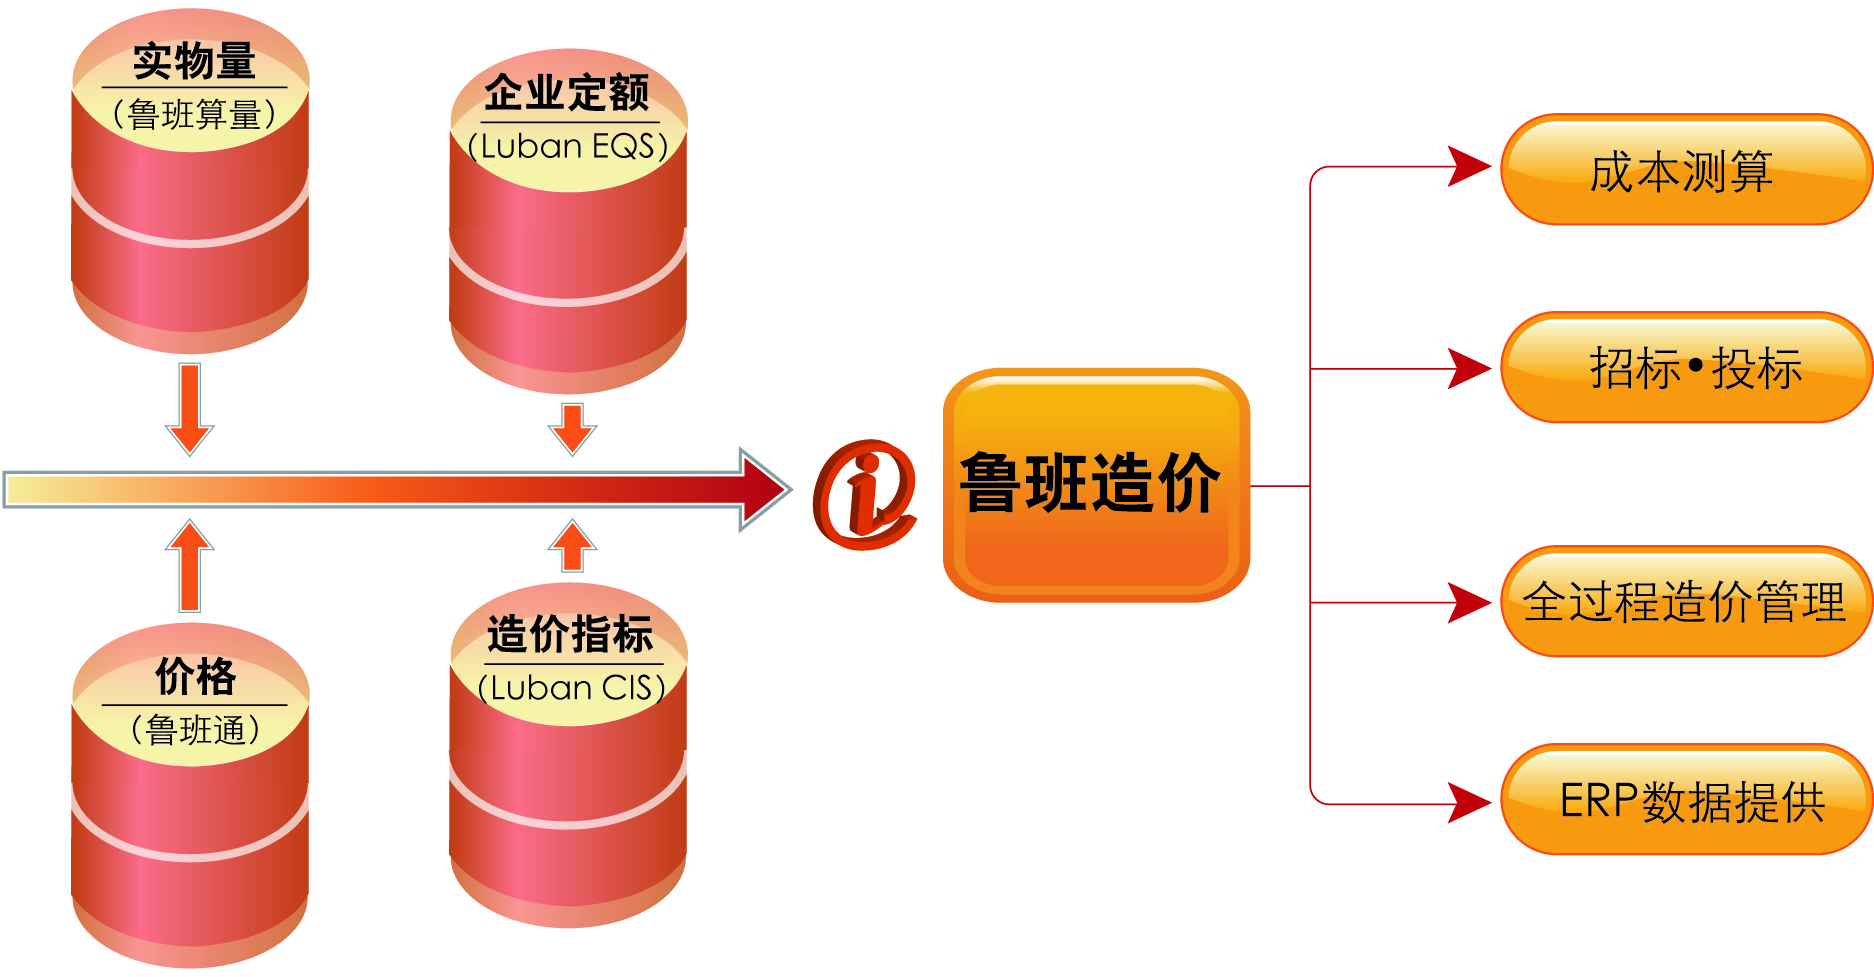 实物量
（鲁班算量）
企业定额
(Luban EQS)
价格
（鲁班通）
造价指标
(Luban CIS)
鲁班造价
成本测算
招标•投标
全过程造价管理
ERP数据提供